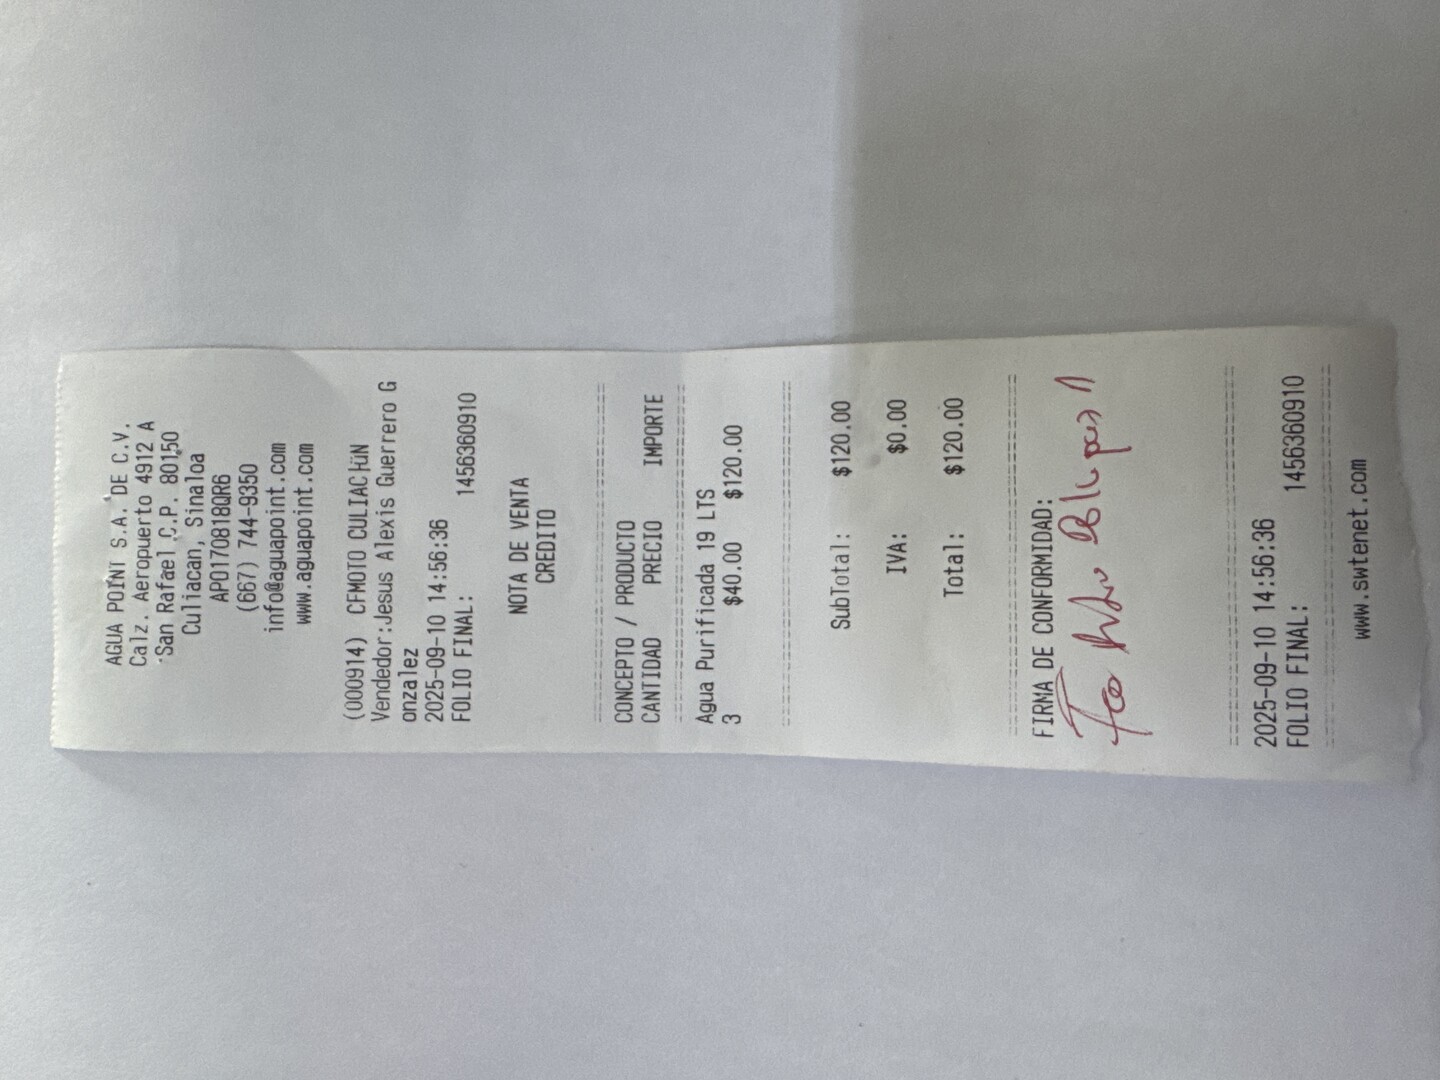 AGUA POINT S.A. DE C.V.
Calz. Aeropuerto 4912 A
San Rafael C.P. 80150
Culiacan, Sinaloa
APO170818QR6
(667) 744-9350
info@aguapoint.com
www.aguapoint.com
(000914) CFMOTO CULIAC├üN
Vendedor:Jesus Alexis Guerrero G
onzalez
2025-09-10 14:56:36
FOLIO FINAL: 1456360910
NOTA DE VENTA
CREDITO
CONCEPTO / PRODUCTO
CANTIDAD PRECIO IMPORTE
Agua Purificada 19 LTS
3 $40.00 $120.00
SubTotal: $120.00
IVA: $0.00
Total: $120.00
FIRMA DE CONFORMIDAD:
Fco
2025-09-10 14:56:36
FOLIO FINAL: 1456360910
www.swtenet.com